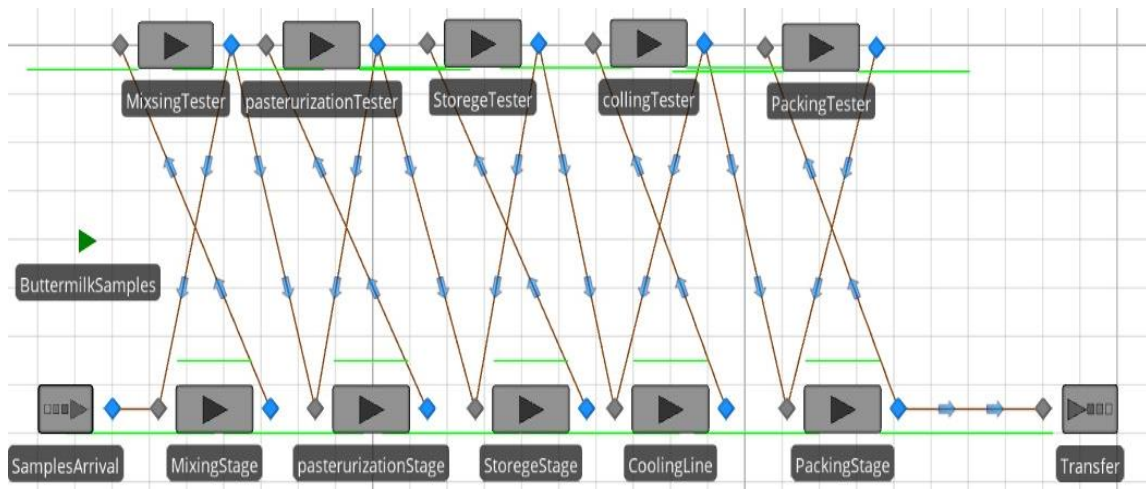 MixsingTester
pasterurizationTester
StoregeTester
collingTester
PackingTester
ButtermilkSamples
SamplesArrival
MixingStage
pasterurizationStage
StoregeStage
CoolingLine
PackingStage
Transfer